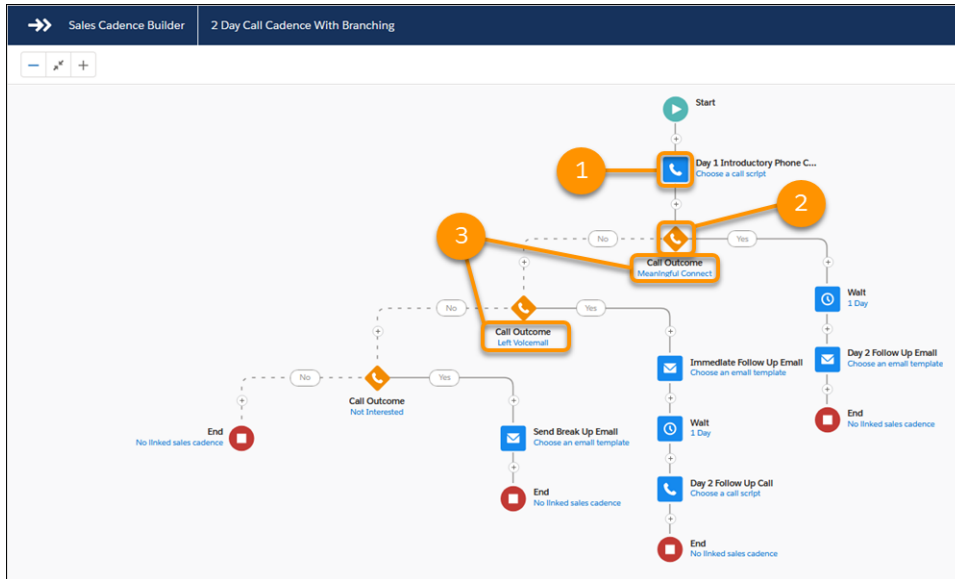 Sales Cadence Builder
2 Day Call Cadence With Branching
Start
1
Day 1 Introductory Phone C...
Choose a call script
2
3
No
Yes
Call Outcome
Meaningful Connect
Wait
1 Day
No
Yes
Call Outcome
Left Voicemail
Immediate Follow Up Email
Choose an email template
Day 2 Follow Up Email
Choose an email template
No
Yes
Call Outcome
Not Interested
End
No linked sales cadence
Wait
1 Day
End
No linked sales cadence
Send Break Up Email
Choose an email template
Day 2 Follow Up Call
Choose a call script
End
No linked sales cadence
End
No linked sales cadence